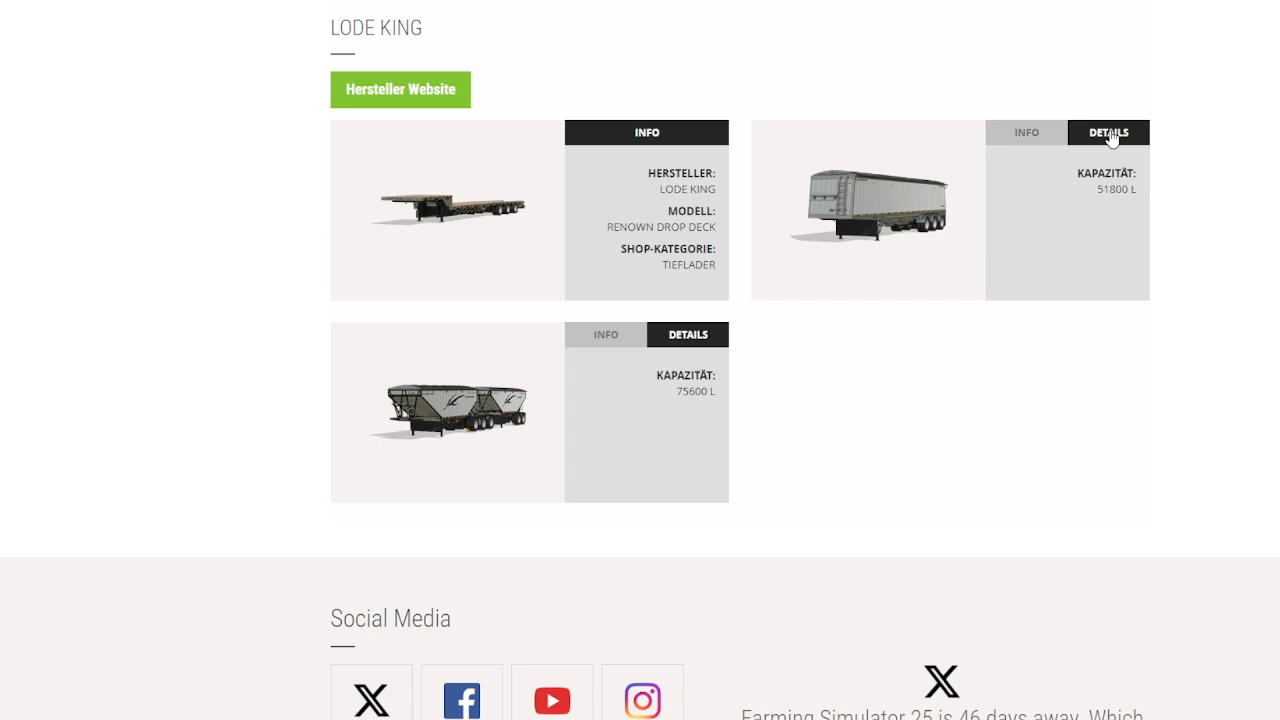 LODE KING
Hersteller Website
INFO
HERSTELLER:
LODE KING
MODELL:
RENOWN DROP DECK
SHOP-KATEGORIE:
TIEFLADER
INFO
DETAILS
KAPAZITÄT:
51800 L
INFO
DETAILS
KAPAZITÄT:
75600 L
Social Media
Farming Simulator 25 is 46 days away. Which